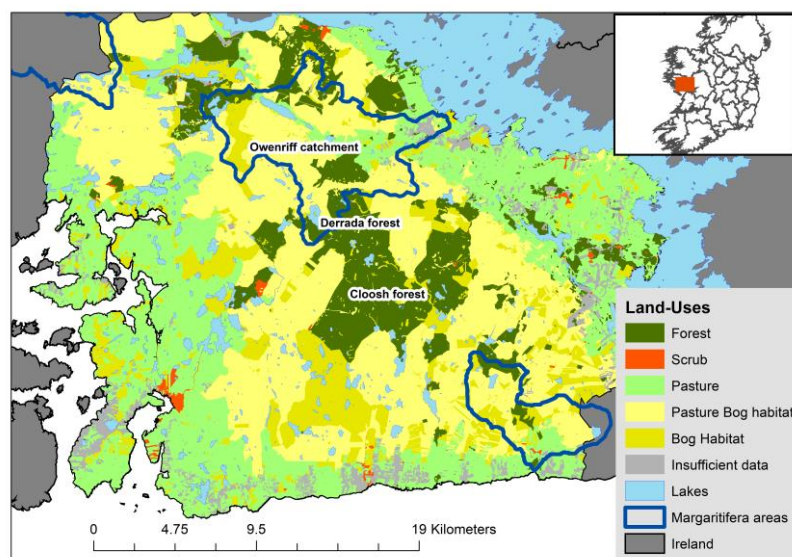 Owenriff catchment
Derrada forest
Cloosh forest
Land-Uses
Forest
Scrub
Pasture
Pasture Bog habitat
Bog Habitat
Insufficient data
Lakes
Margaritifera areas
Ireland
0 4.75 9.5 19 Kilometers